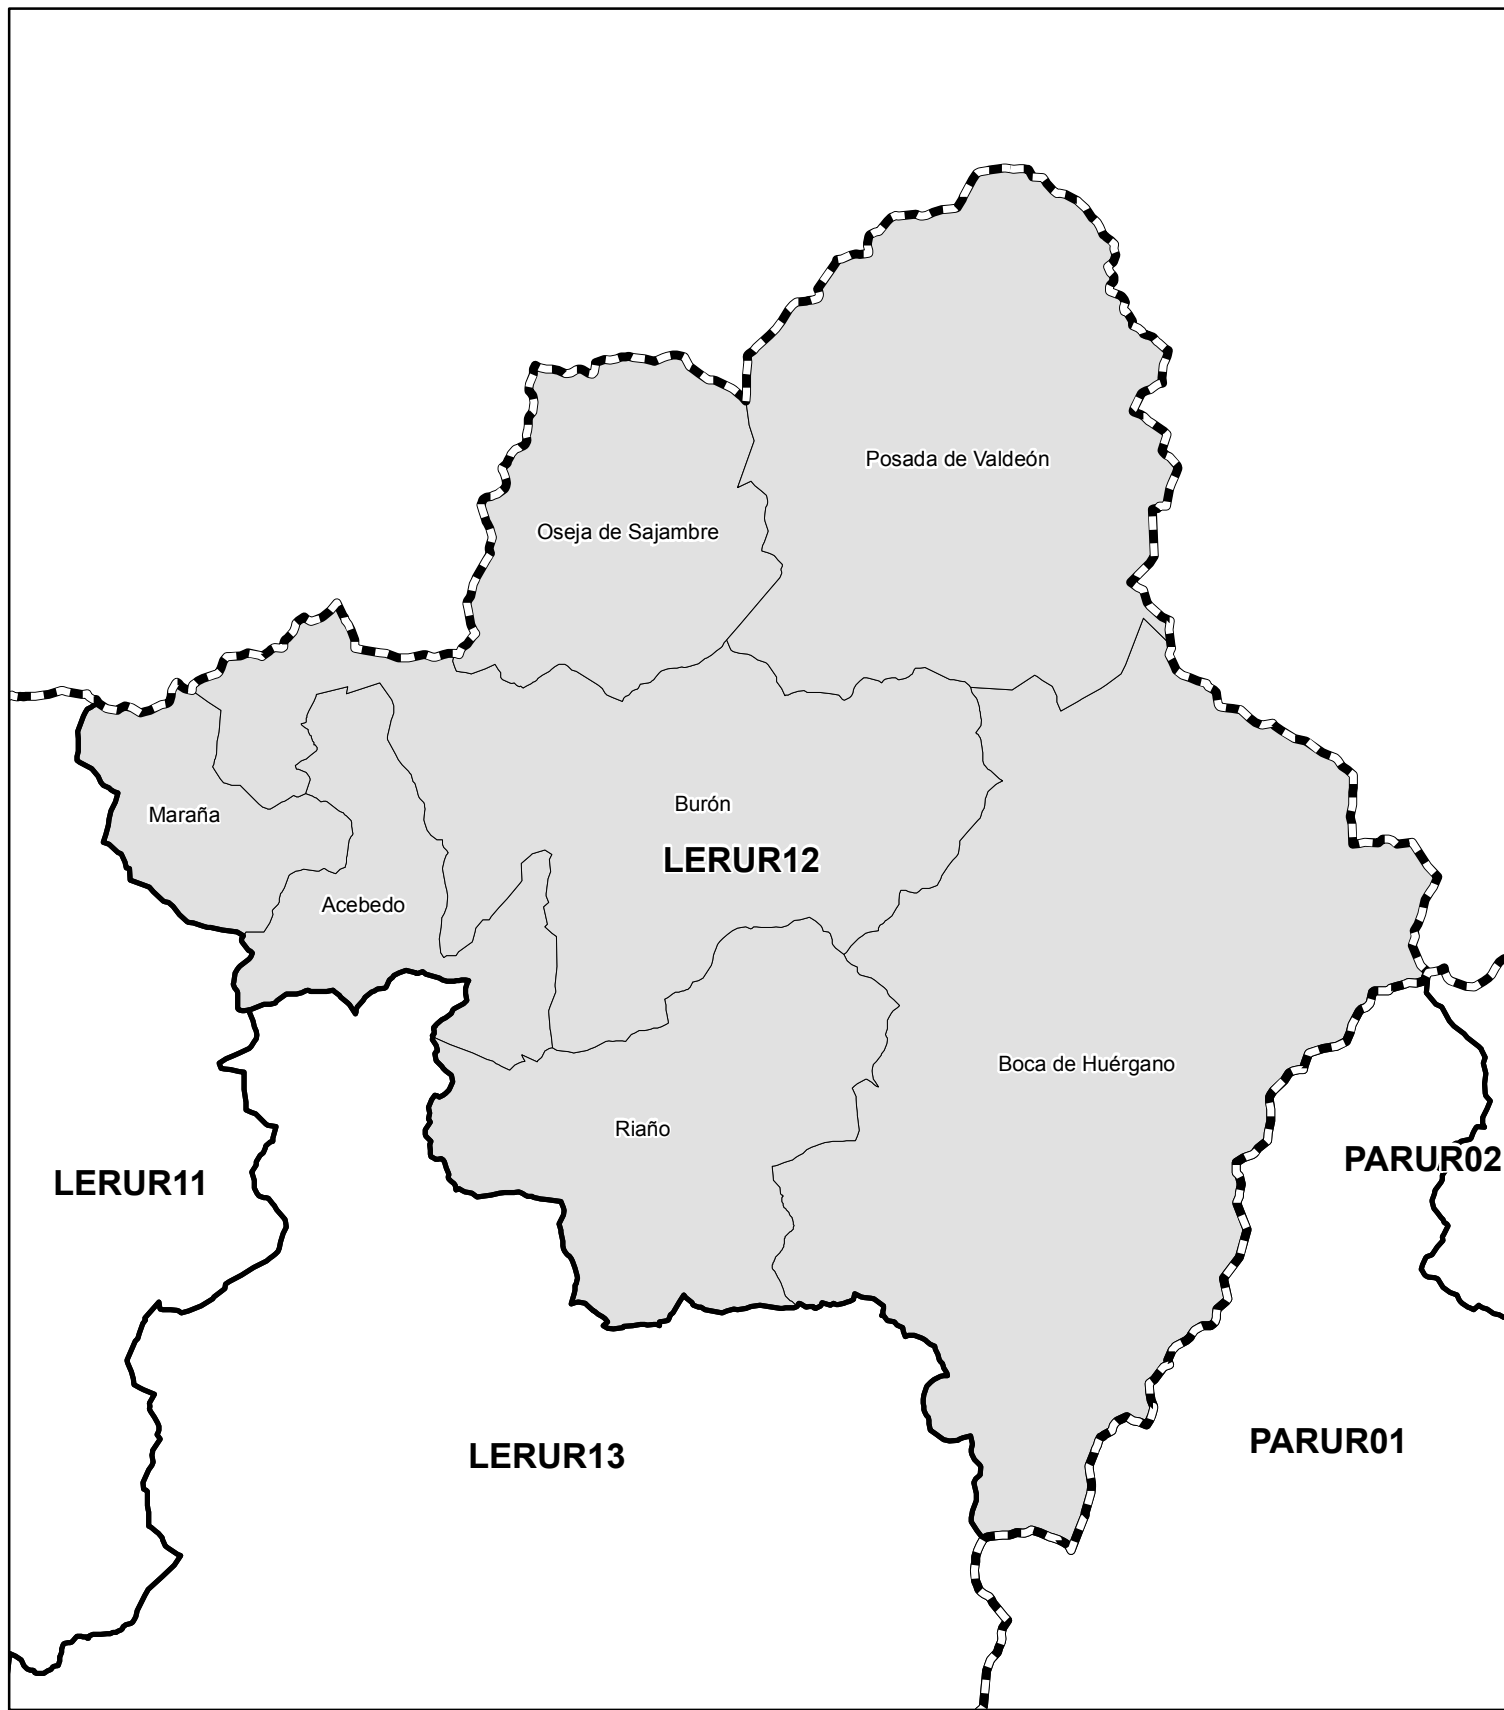 Posada de Valdeón
Oseja de Sajambre
Burón
Maraña
LERUR12
Acebedo
Boca de Huérgano
Riaño
PARUR02
LERUR11
PARUR01
LERUR13